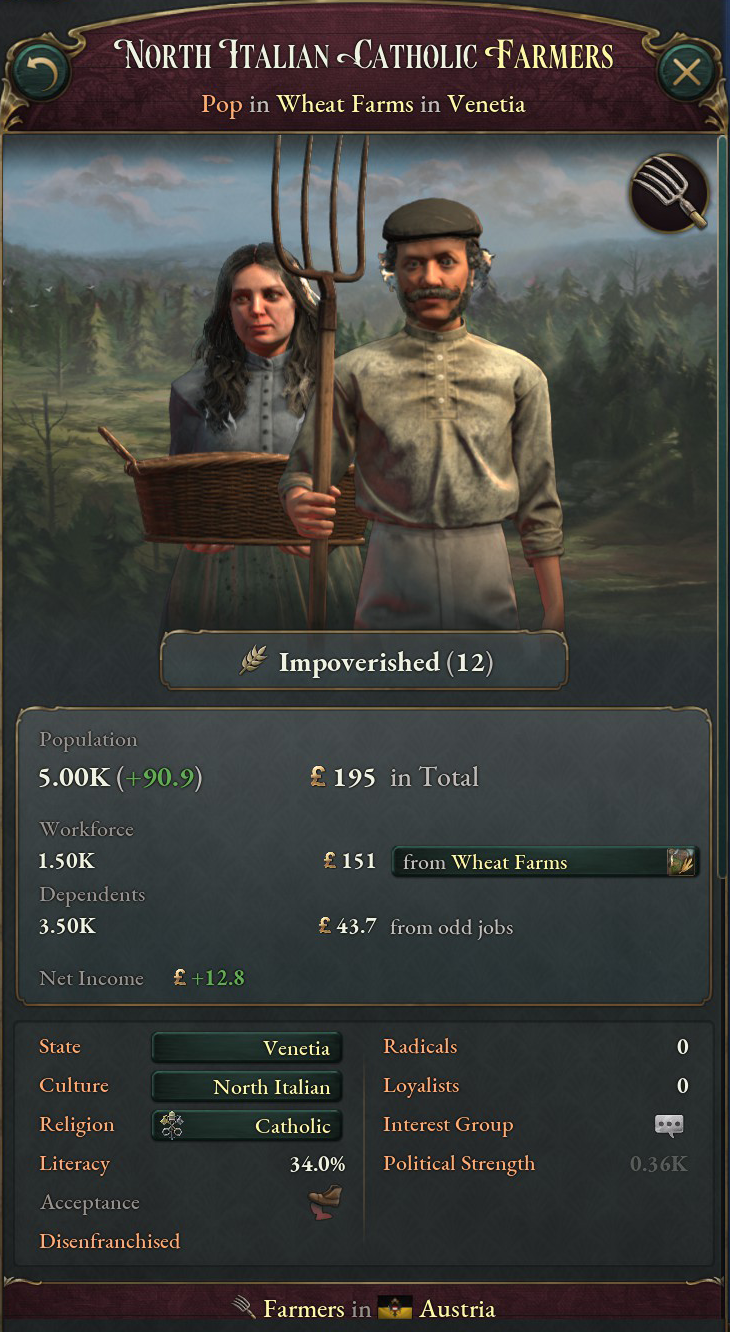 North Italian Catholic Farmers
Pop in Wheat Farms in Venetia
Impoverished (12)
Population
5.00K (+90.9) £ 195 in Total
Workforce
1.50K £ 151 from Wheat Farms
Dependents
3.50K £ 43.7 from odd jobs
Net Income £ +12.8
State Venetia
Culture North Italian
Religion Catholic
Literacy 34.0%
Acceptance
Disenfranchised
Radicals 0
Loyalists 0
Interest Group
Political Strength 0.36K
Farmers in Austria